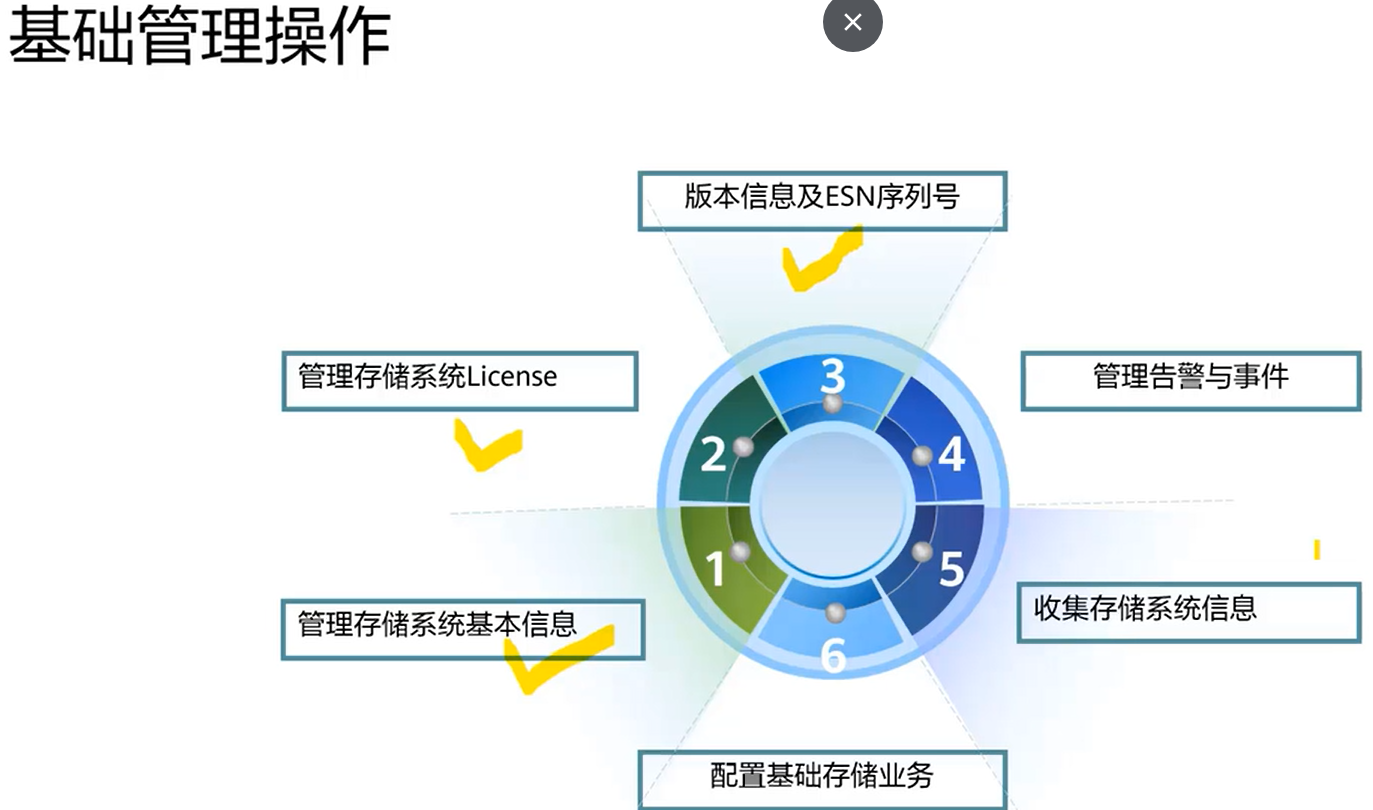 基础管理操作
版本信息及ESN序列号
管理存储系统License
管理告警与事件
3
2
4
1
5
管理存储系统基本信息
收集存储系统信息
6
配置基础存储业务